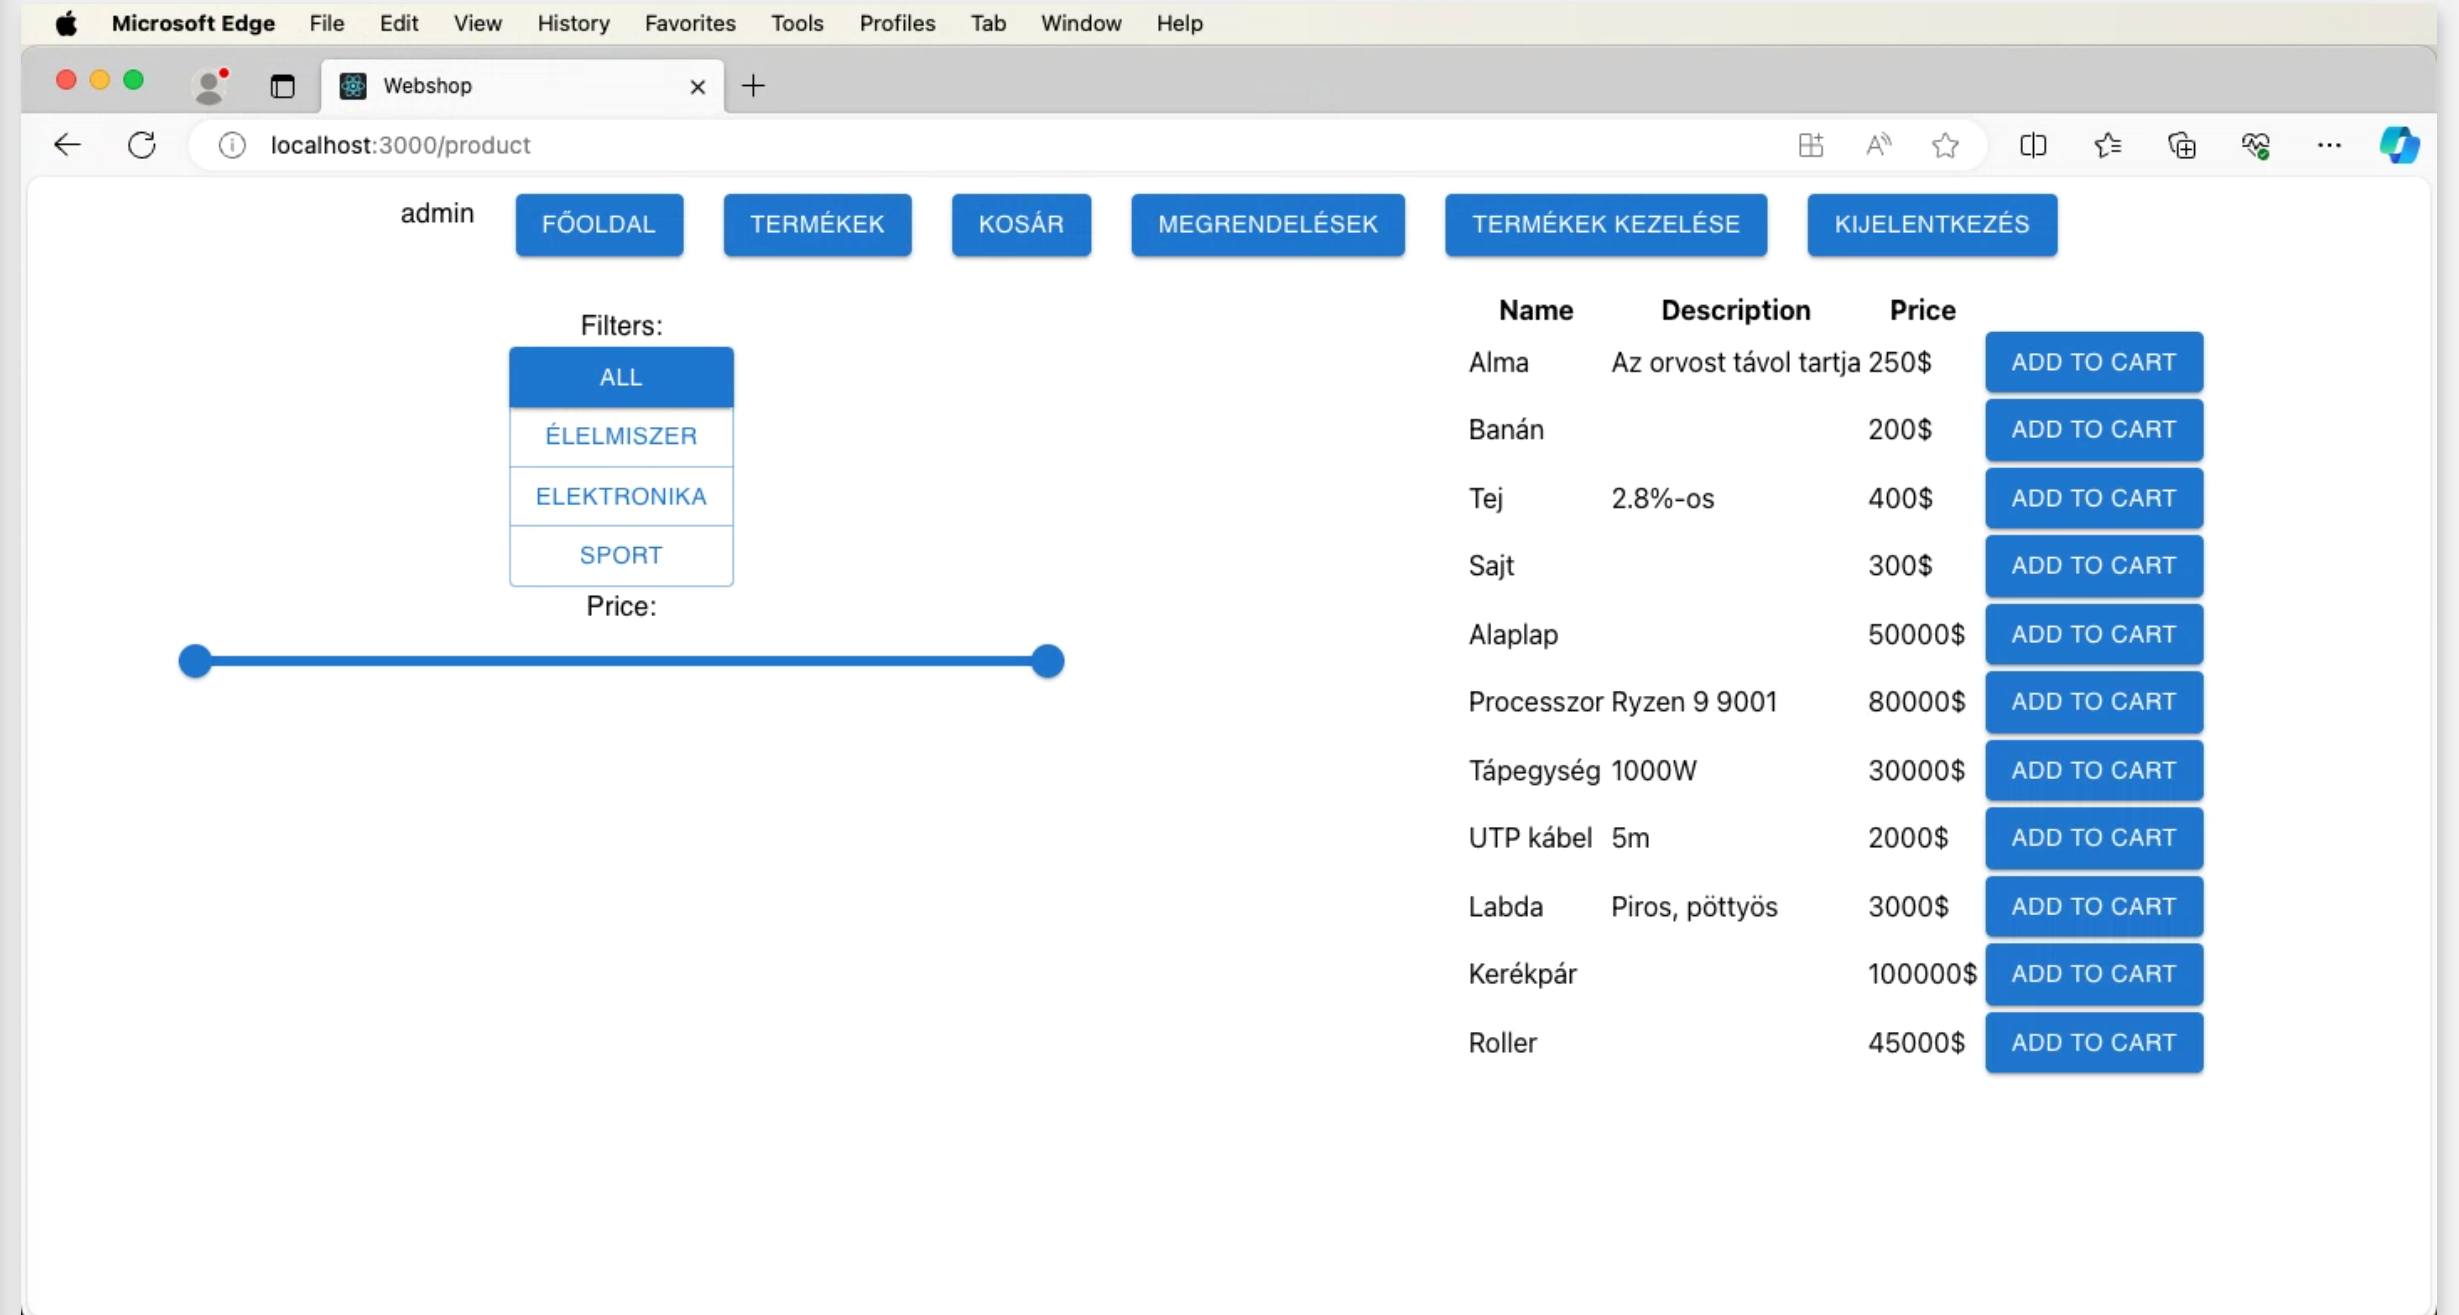 Microsoft Edge File Edit View History Favorites Tools Profiles Tab Window Help
Webshop
localhost:3000/product
admin FŐOLDAL TERMÉKEK KOSÁR MEGRENDELÉSEK TERMÉKEK KEZELÉSE KIJELENTKEZÉS
Filters:
ALL
ÉLELMISZER
ELEKTRONIKA
SPORT
Price:
Name Description Price
Alma Az orvost távol tartja 250$ ADD TO CART
Banán 200$ ADD TO CART
Tej 2.8%-os 400$ ADD TO CART
Sajt 300$ ADD TO CART
Alaplap 50000$ ADD TO CART
Processzor Ryzen 9 9001 80000$ ADD TO CART
Tápegység 1000W 30000$ ADD TO CART
UTP kábel 5m 2000$ ADD TO CART
Labda Piros, pöttyös 3000$ ADD TO CART
Kerékpár 100000$ ADD TO CART
Roller 45000$ ADD TO CART